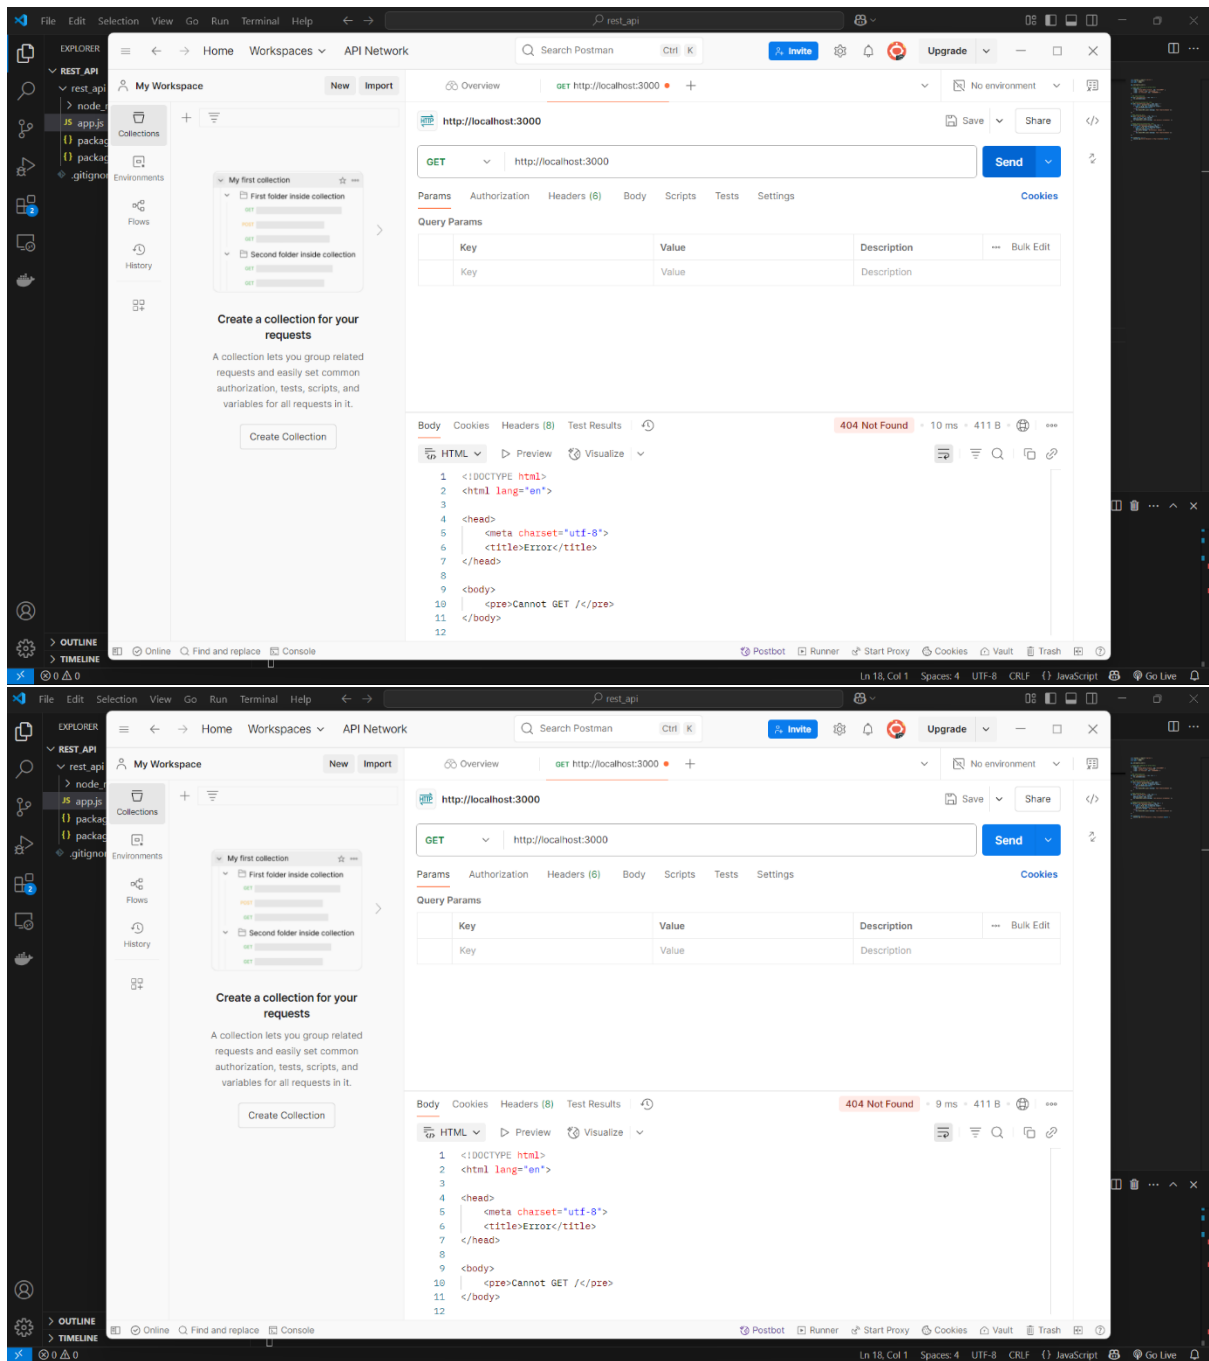 File Edit Selection View Go Run Terminal Help rest_api
EXPLORER
Home Workspaces API Network Search Postman Ctrl K Invite Upgrade
REST_API
rest_api
JS app.js
.gitignor
My Workspace New Import Overview GET http://localhost:3000 No environment
Collections
Environments
Flows
History
My first collection
First folder inside collection
GET
POST
GET
Second folder inside collection
GET
GET
Create a collection for your
requests
A collection lets you group related
requests and easily set common
authorization, tests, scripts, and
variables for all requests in it.
Create Collection
HTTP http://localhost:3000 Save Share
GET http://localhost:3000 Send
Params Authorization Headers (6) Body Scripts Tests Settings Cookies
Query Params
Key Value Description Bulk Edit
Key Value Description
Body Cookies Headers (8) Test Results 404 Not Found 10 ms 411 B
HTML Preview Visualize
1 <!DOCTYPE html>
2 <html lang="en">
3
4 <head>
5 <meta charset="utf-8">
6 <title>Error</title>
7 </head>
8
9 <body>
10 <pre>Cannot GET /</pre>
11 </body>
12
OUTLINE
TIMELINE
Online Find and replace Console Postbot Runner Start Proxy Cookies Vault Trash
0 0 Ln 18, Col 1 Spaces: 4 UTF-8 CRLF {} JavaScript Go Live
File Edit Selection View Go Run Terminal Help rest_api
EXPLORER
Home Workspaces API Network Search Postman Ctrl K Invite Upgrade
REST_API
rest_api
JS app.js
.gitignor
My Workspace New Import Overview GET http://localhost:3000 No environment
Collections
Environments
Flows
History
My first collection
First folder inside collection
GET
POST
GET
Second folder inside collection
GET
GET
Create a collection for your
requests
A collection lets you group related
requests and easily set common
authorization, tests, scripts, and
variables for all requests in it.
Create Collection
HTTP http://localhost:3000 Save Share
GET http://localhost:3000 Send
Params Authorization Headers (6) Body Scripts Tests Settings Cookies
Query Params
Key Value Description Bulk Edit
Key Value Description
Body Cookies Headers (8) Test Results 404 Not Found 9 ms 411 B
HTML Preview Visualize
1 <!DOCTYPE html>
2 <html lang="en">
3
4 <head>
5 <meta charset="utf-8">
6 <title>Error</title>
7 </head>
8
9 <body>
10 <pre>Cannot GET /</pre>
11 </body>
12
OUTLINE
TIMELINE
Online Find and replace Console Postbot Runner Start Proxy Cookies Vault Trash
0 0 Ln 18, Col 1 Spaces: 4 UTF-8 CRLF {} JavaScript Go Live